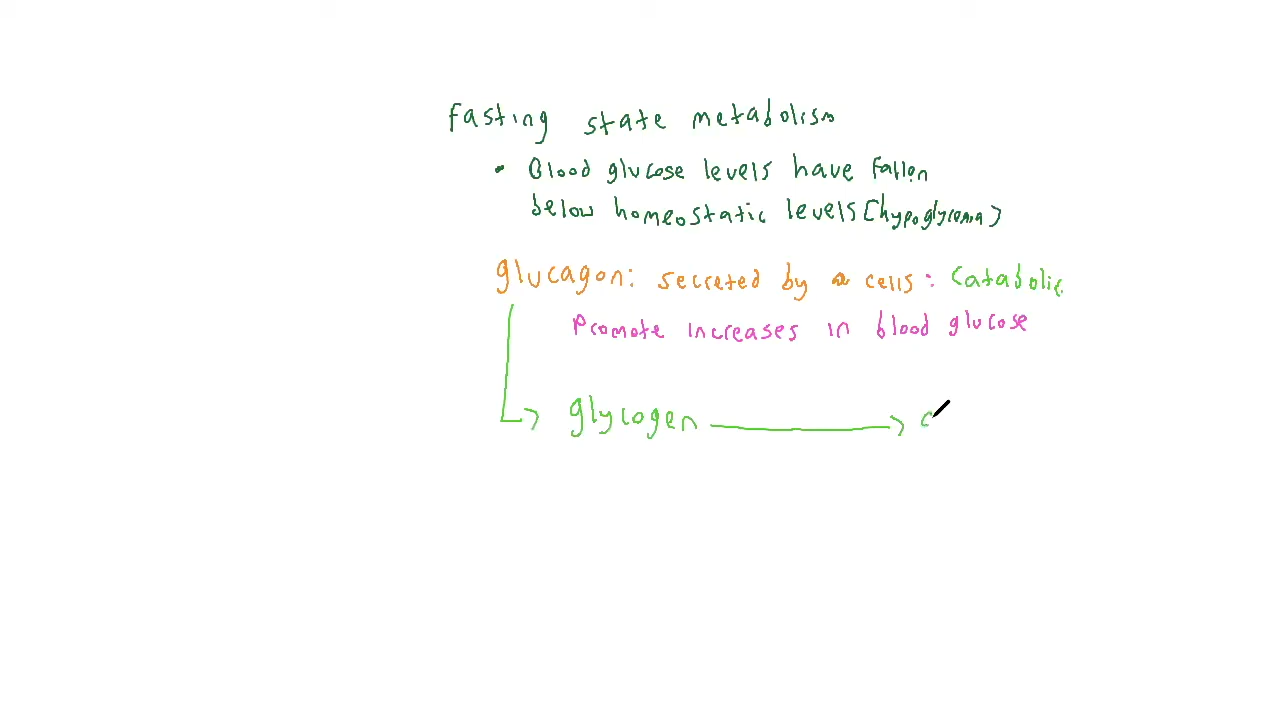 fasting state metabolism
• Blood glucose levels have fallen
below homeostatic levels (hypoglycemia)
glucagon: secreted by α cells: catabolic
Promote increases in blood glucose
glycogen